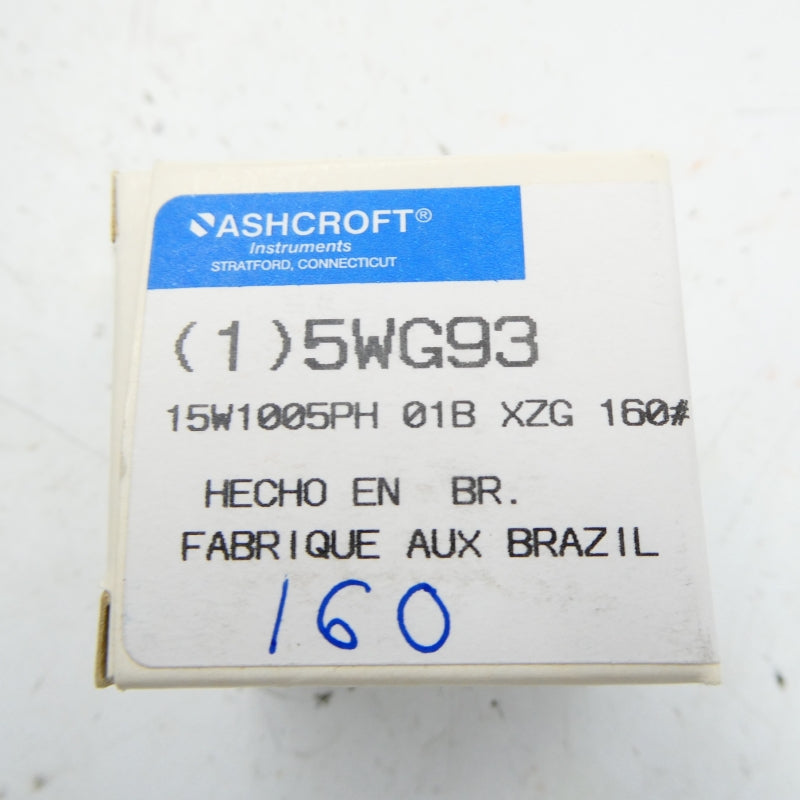 ASHCROFT®
Instruments
STRATFORD, CONNECTICUT
(1)5WG93
15W1005PH 01B XZG 160#
HECHO EN BR.
FABRIQUE AUX BRAZIL
160